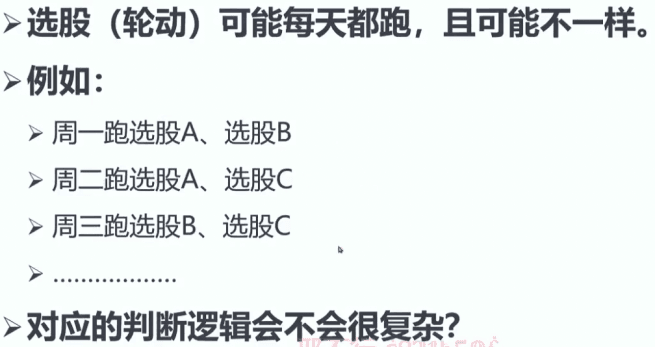 ➢选股（轮动）可能每天都跑，且可能不一样。
➢例如：
➢ 周一跑选股A、选股B
➢ 周二跑选股A、选股C
➢ 周三跑选股B、选股C
➢ ………………
➢对应的判断逻辑会不会很复杂？